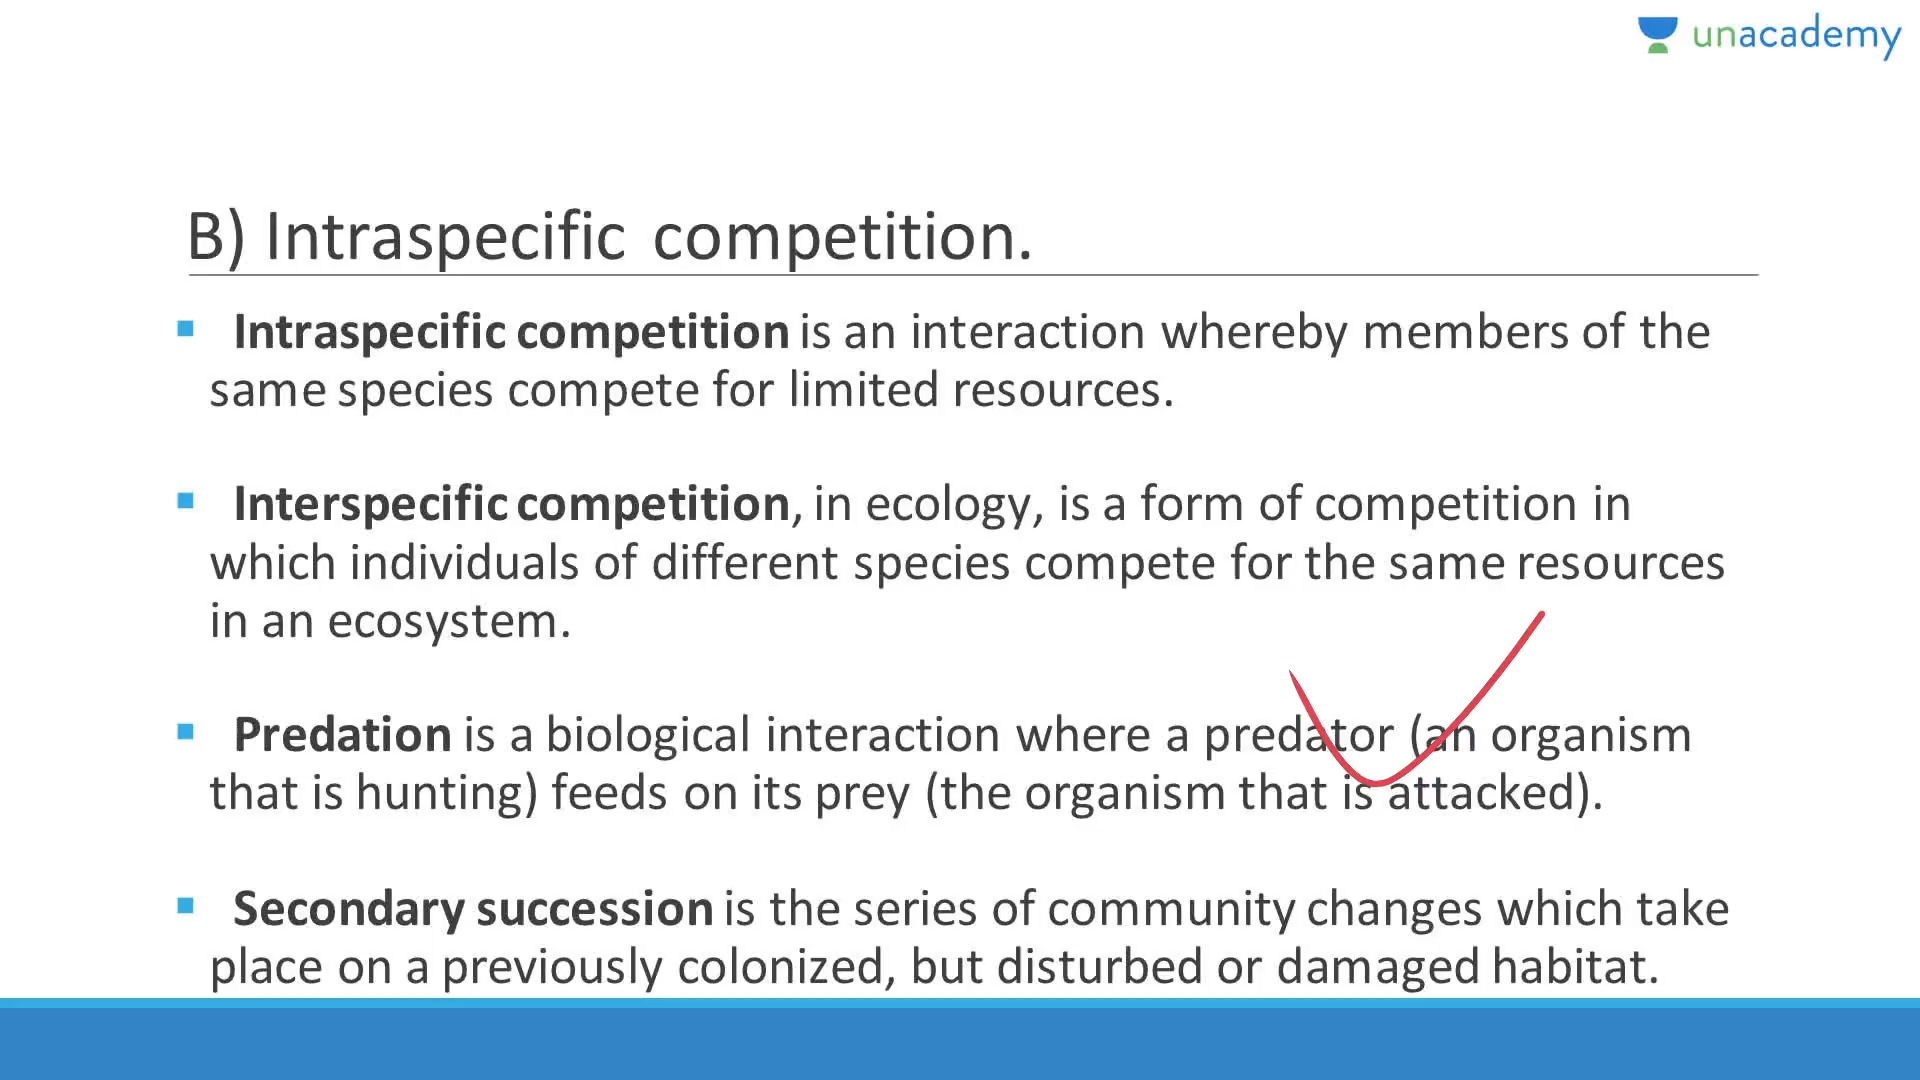 unacademy
B) Intraspecific competition.
Intraspecific competition is an interaction whereby members of the
same species compete for limited resources.
Interspecific competition, in ecology, is a form of competition in
which individuals of different species compete for the same resources
in an ecosystem.
Predation is a biological interaction where a predator (an organism
that is hunting) feeds on its prey (the organism that is attacked).
Secondary succession is the series of community changes which take
place on a previously colonized, but disturbed or damaged habitat.